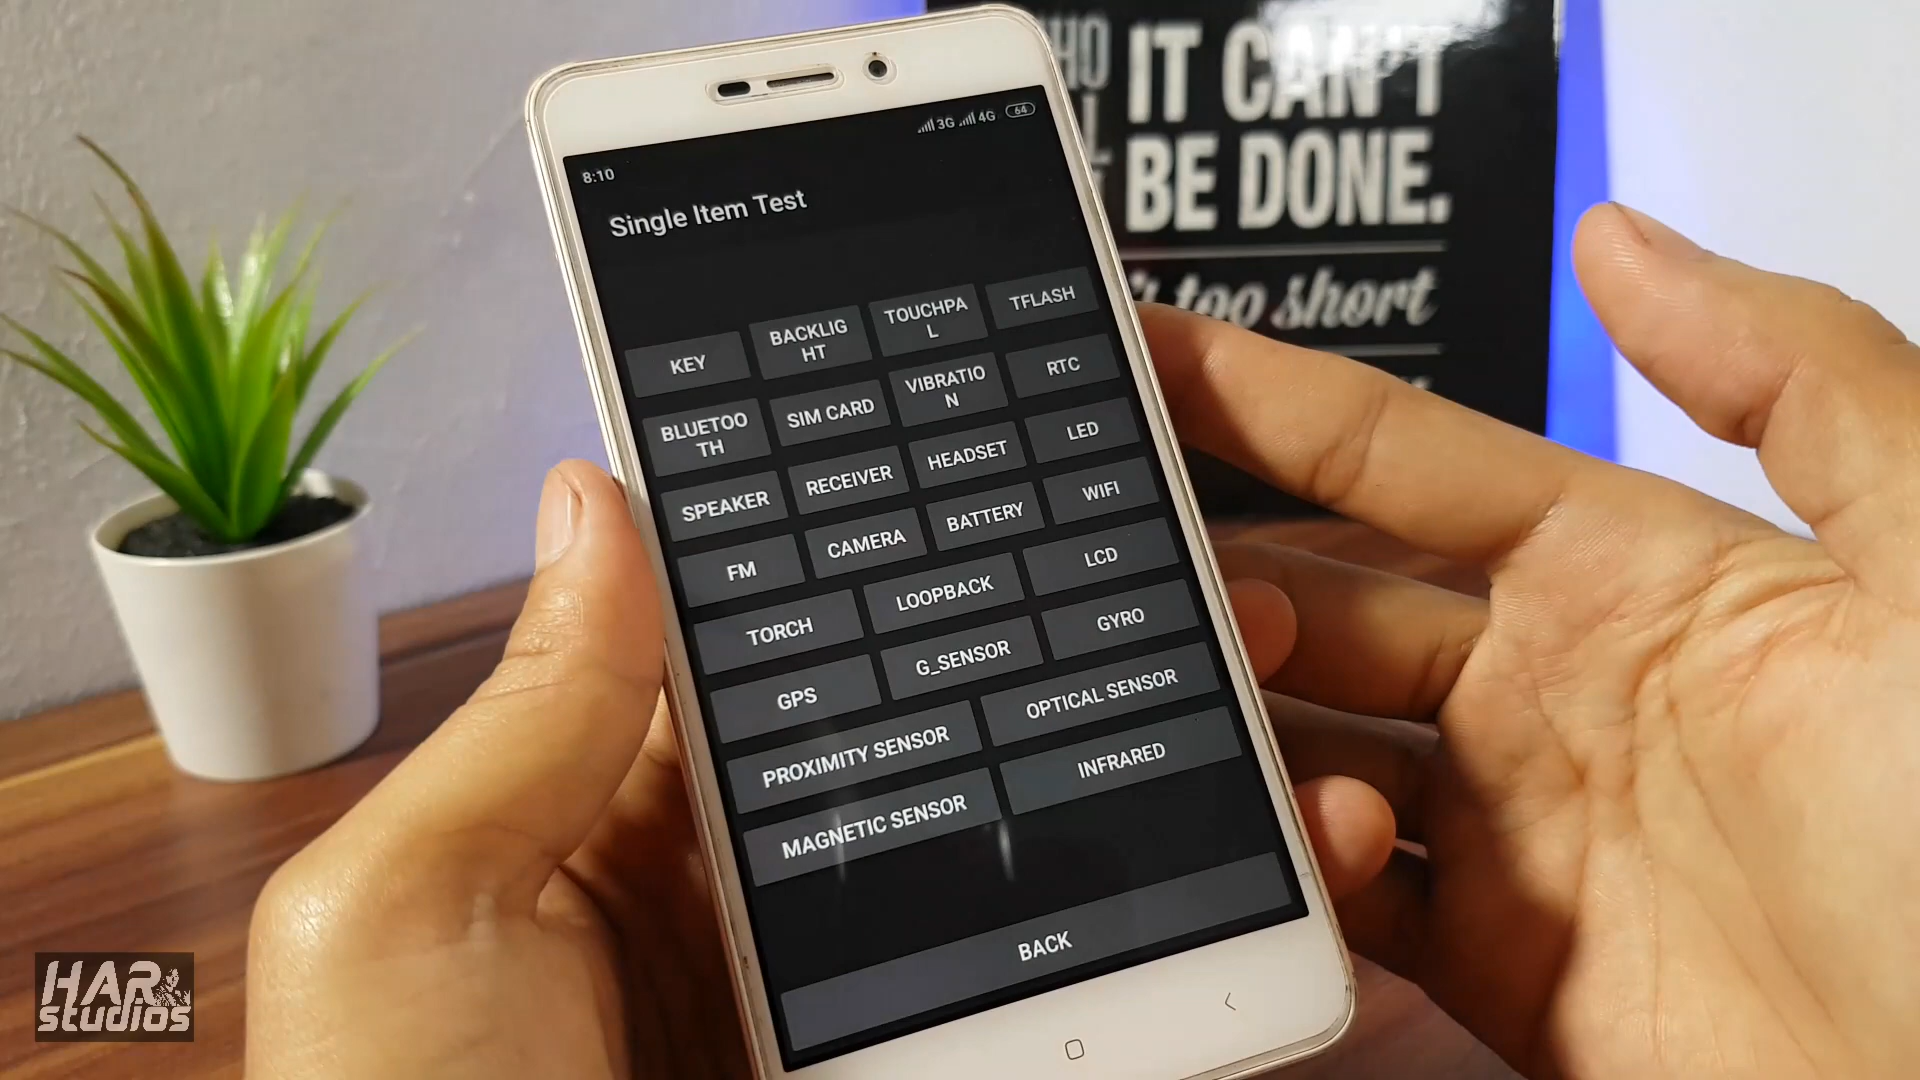 HO
IT CAN'T
BE DONE.
't too short
8:10
3G 4G 64
Single Item Test
KEY
BACKLIG
HT
TOUCHPA
L
TFLASH
BLUETOO
TH
SIM CARD
VIBRATIO
N
RTC
SPEAKER
RECEIVER
HEADSET
LED
FM
CAMERA
BATTERY
WIFI
TORCH
LOOPBACK
LCD
GPS
G_SENSOR
GYRO
PROXIMITY SENSOR
OPTICAL SENSOR
MAGNETIC SENSOR
INFRARED
BACK
HAR
studios